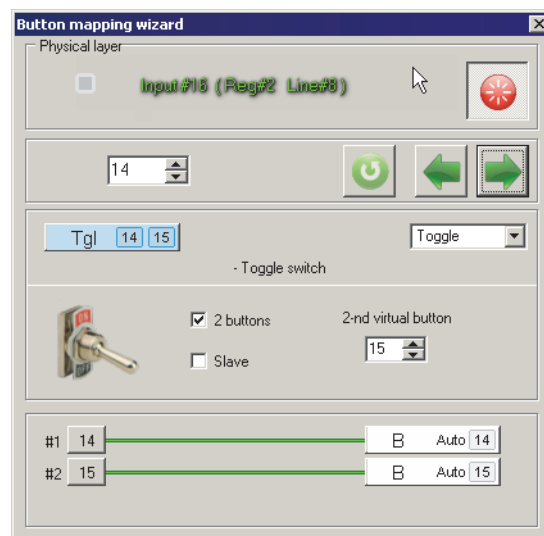 Button mapping wizard
Physical layer
Input#16 (Reg#2 Line#8)
14
Tgl 14 15
Toggle
- Toggle switch
ON
2 buttons
2-nd virtual button
15
Slave
#1 14 B Auto 14
#2 15 B Auto 15